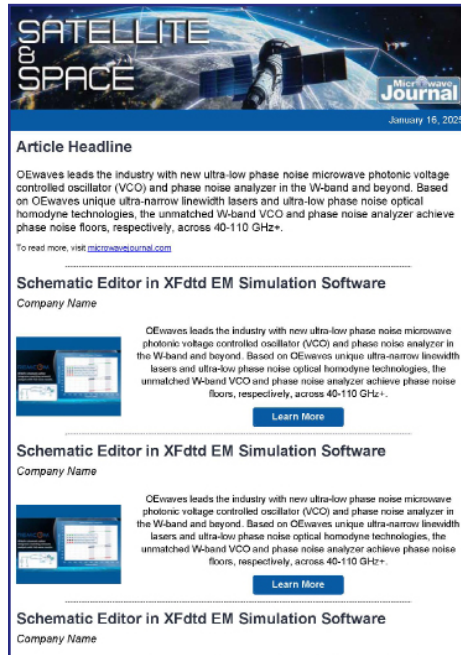 SATELLITE
&
SPACE
Microwave
Journal
January 16, 2025
Article Headline
OEwaves leads the industry with new ultra-low phase noise microwave photonic voltage
controlled oscillator (VCO) and phase noise analyzer in the W-band and beyond. Based
on OEwaves unique ultra-narrow linewidth lasers and ultra-low phase noise optical
homodyne technologies, the unmatched W-band VCO and phase noise analyzer achieve
phase noise floors, respectively, across 40-110 GHz+.
To read more, visit microwavejournal.com
Schematic Editor in XFdtd EM Simulation Software
Company Name
OEwaves leads the industry with new ultra-low phase noise microwave
photonic voltage controlled oscillator (VCO) and phase noise analyzer in
the W-band and beyond. Based on OEwaves unique ultra-narrow linewidth
lasers and ultra-low phase noise optical homodyne technologies, the
unmatched W-band VCO and phase noise analyzer achieve phase noise
floors, respectively, across 40-110 GHz+.
Learn More
Schematic Editor in XFdtd EM Simulation Software
Company Name
OEwaves leads the industry with new ultra-low phase noise microwave
photonic voltage controlled oscillator (VCO) and phase noise analyzer in
the W-band and beyond. Based on OEwaves unique ultra-narrow linewidth
lasers and ultra-low phase noise optical homodyne technologies, the
unmatched W-band VCO and phase noise analyzer achieve phase noise
floors, respectively, across 40-110 GHz+.
Learn More
Schematic Editor in XFdtd EM Simulation Software
Company Name